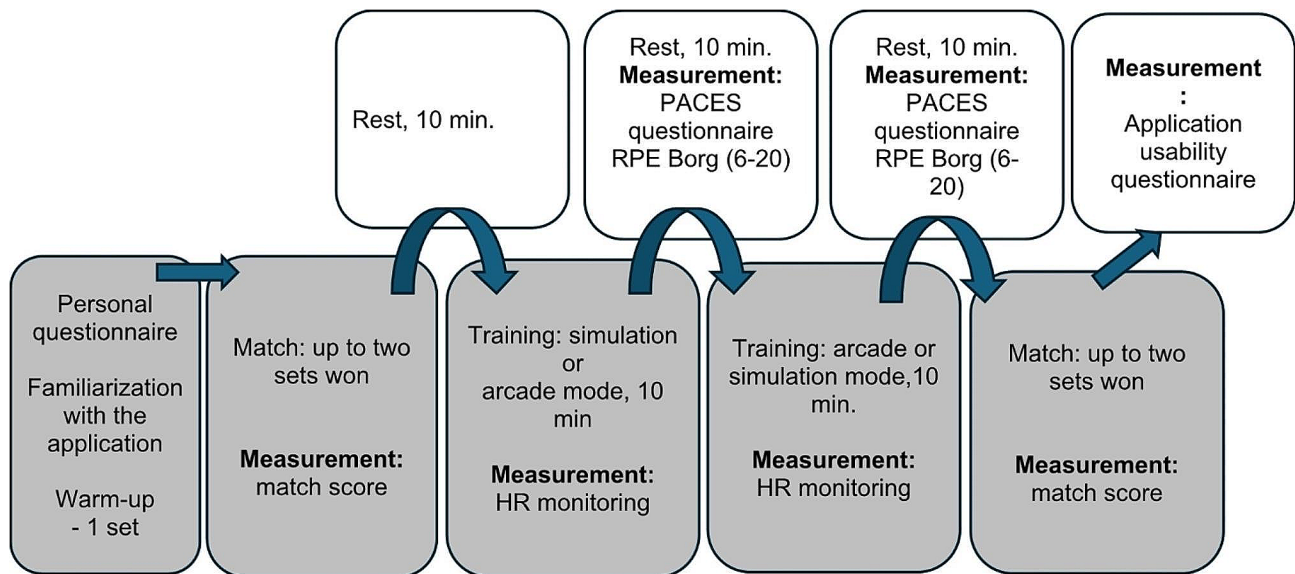 Rest, 10 min.
Rest, 10 min.
Measurement:
PACES
questionnaire
RPE Borg (6-20)
Rest, 10 min.
Measurement:
PACES
questionnaire
RPE Borg (6-
20)
Measurement
:
Application
usability
questionnaire
Personal
questionnaire
Familiarization
with the
application
Warm-up
- 1 set
Match: up to two
sets won
Measurement:
match score
Training: simulation
or
arcade mode, 10
min
Measurement:
HR monitoring
Training: arcade or
simulation mode,10
min.
Measurement:
HR monitoring
Match: up to two
sets won
Measurement:
match score